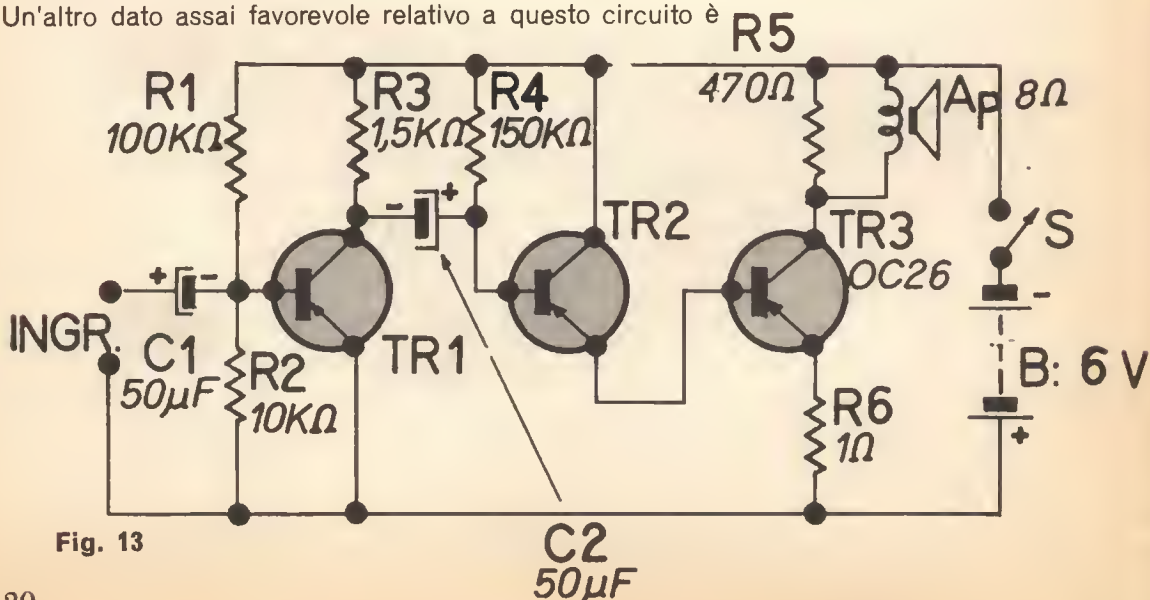 Un'altro dato assai favorevole relativo a questo circuito è
R5
470Ω
R1
100KΩ
R3
1,5KΩ
R4
150KΩ
Ap 8Ω
TR2
TR3
OC26
S
+ -
- +
INGR.
C1
50µF
R2
10KΩ
TR1
-
B: 6 V
+
R6
1Ω
Fig. 13
C2
50µF